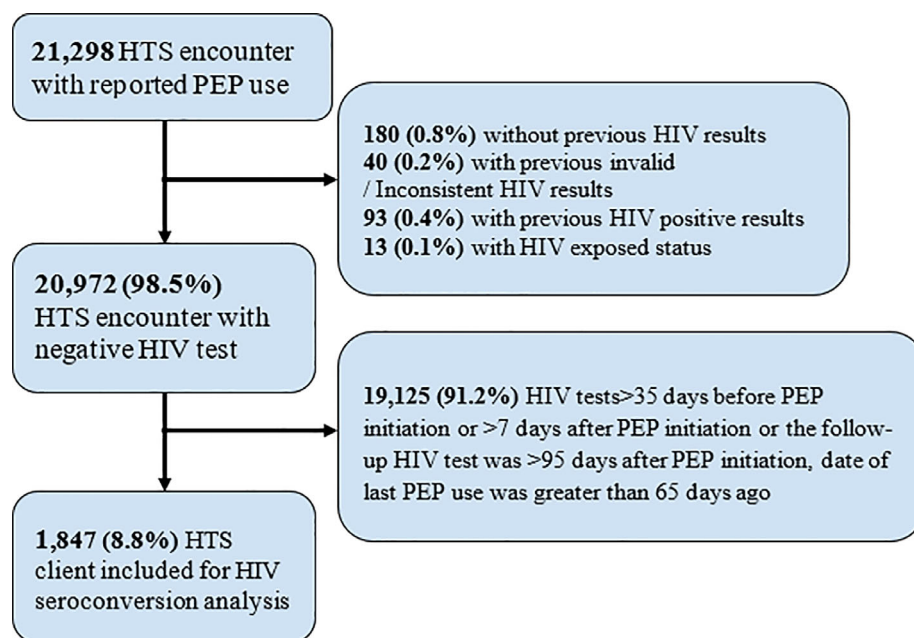 21,298 HTS encounter
with reported PEP use
180 (0.8%) without previous HIV results
40 (0.2%) with previous invalid
/ Inconsistent HIV results
93 (0.4%) with previous HIV positive results
13 (0.1%) with HIV exposed status
20,972 (98.5%)
HTS encounter with
negative HIV test
19,125 (91.2%) HIV tests>35 days before PEP
initiation or >7 days after PEP initiation or the follow-
up HIV test was >95 days after PEP initiation, date of
last PEP use was greater than 65 days ago
1,847 (8.8%) HTS
client included for HIV
seroconversion analysis